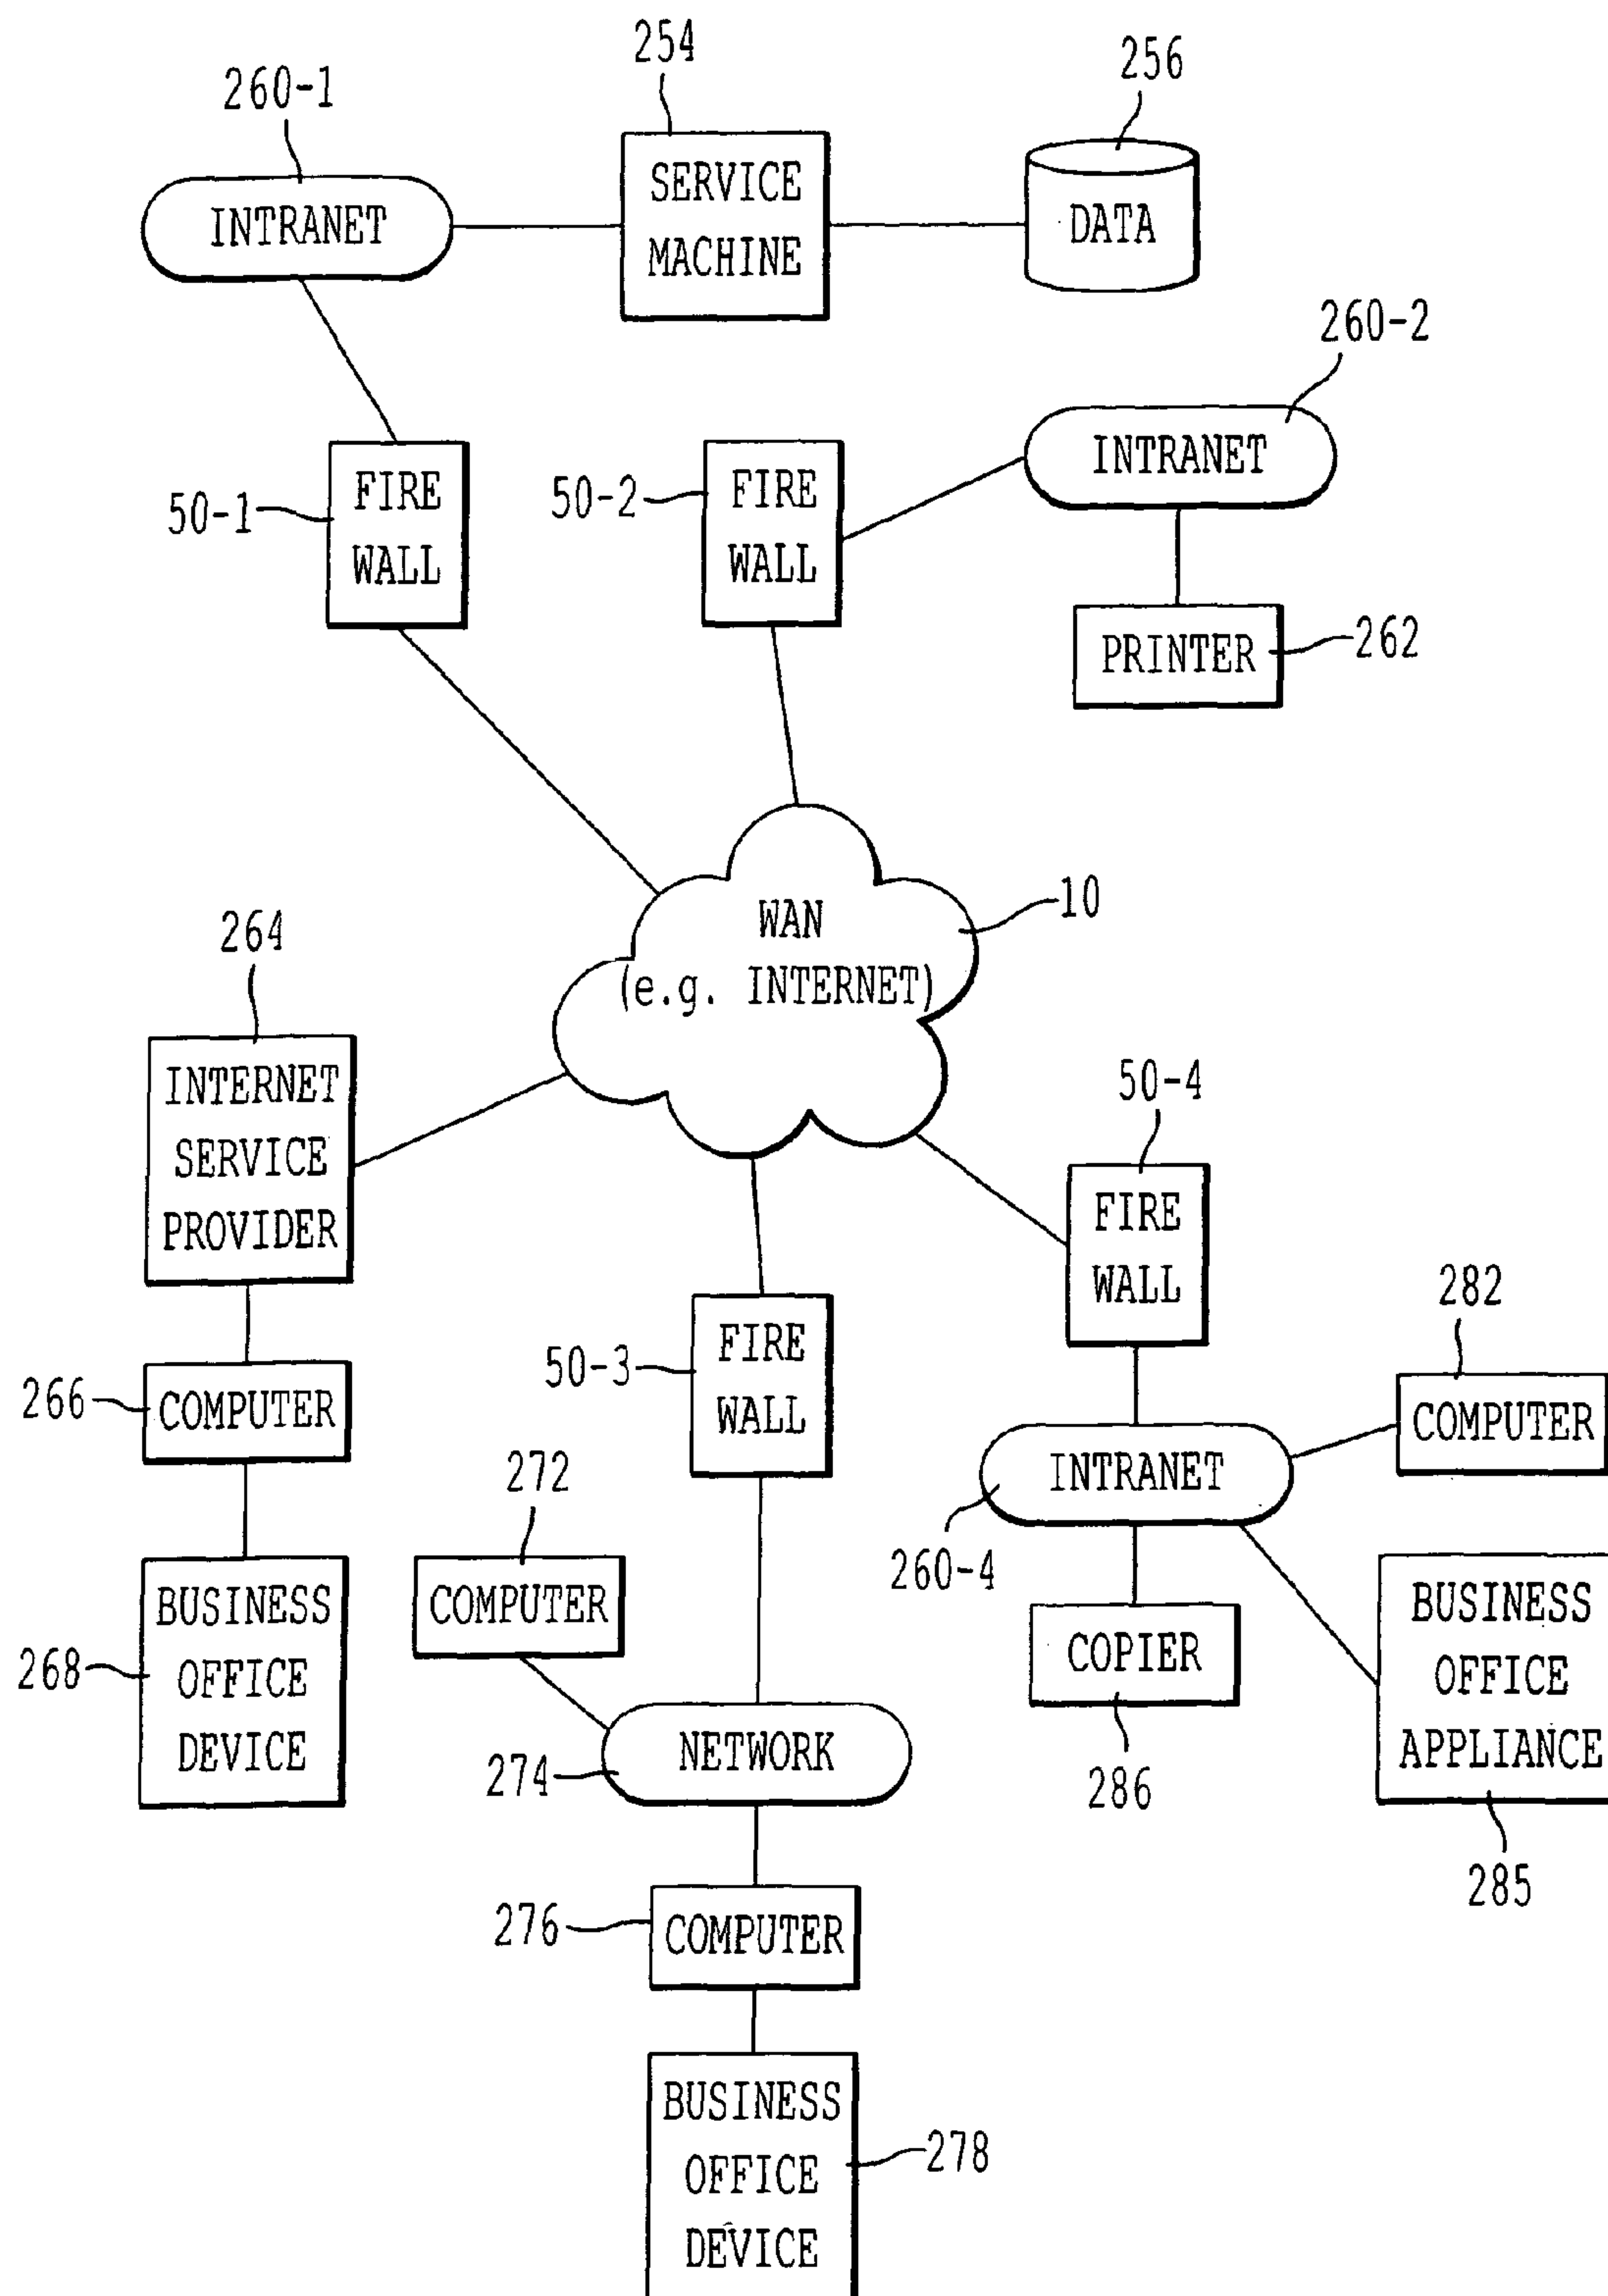 254
256
260-1
SERVICE
MACHINE
INTRANET
DATA
260-2
INTRANET
FIRE
WALL
50-1
FIRE
WALL
50-2
PRINTER
262
WAN
(e.g. INTERNET)
10
264
INTERNET
SERVICE
PROVIDER
50-4
FIRE
WALL
282
FIRE
WALL
50-3
266
COMPUTER
COMPUTER
272
INTRANET
260-4
COMPUTER
BUSINESS
OFFICE
DEVICE
268
COPIER
286
BUSINESS
OFFICE
APPLIANCE
285
NETWORK
274
276
COMPUTER
BUSINESS
OFFICE
DEVICE
278